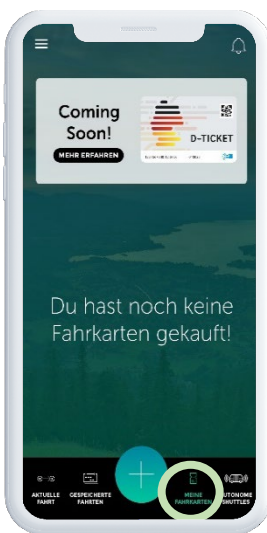 Coming
Soon!
MEHR ERFAHREN
D-TICKET
Du hast noch keine
Fahrkarten gekauft!
AKTUELLE
FAHRT
GESPEICHERTE
FAHRTEN
MEINE
FAHRKARTEN
AUTONOME
SHUTTLES